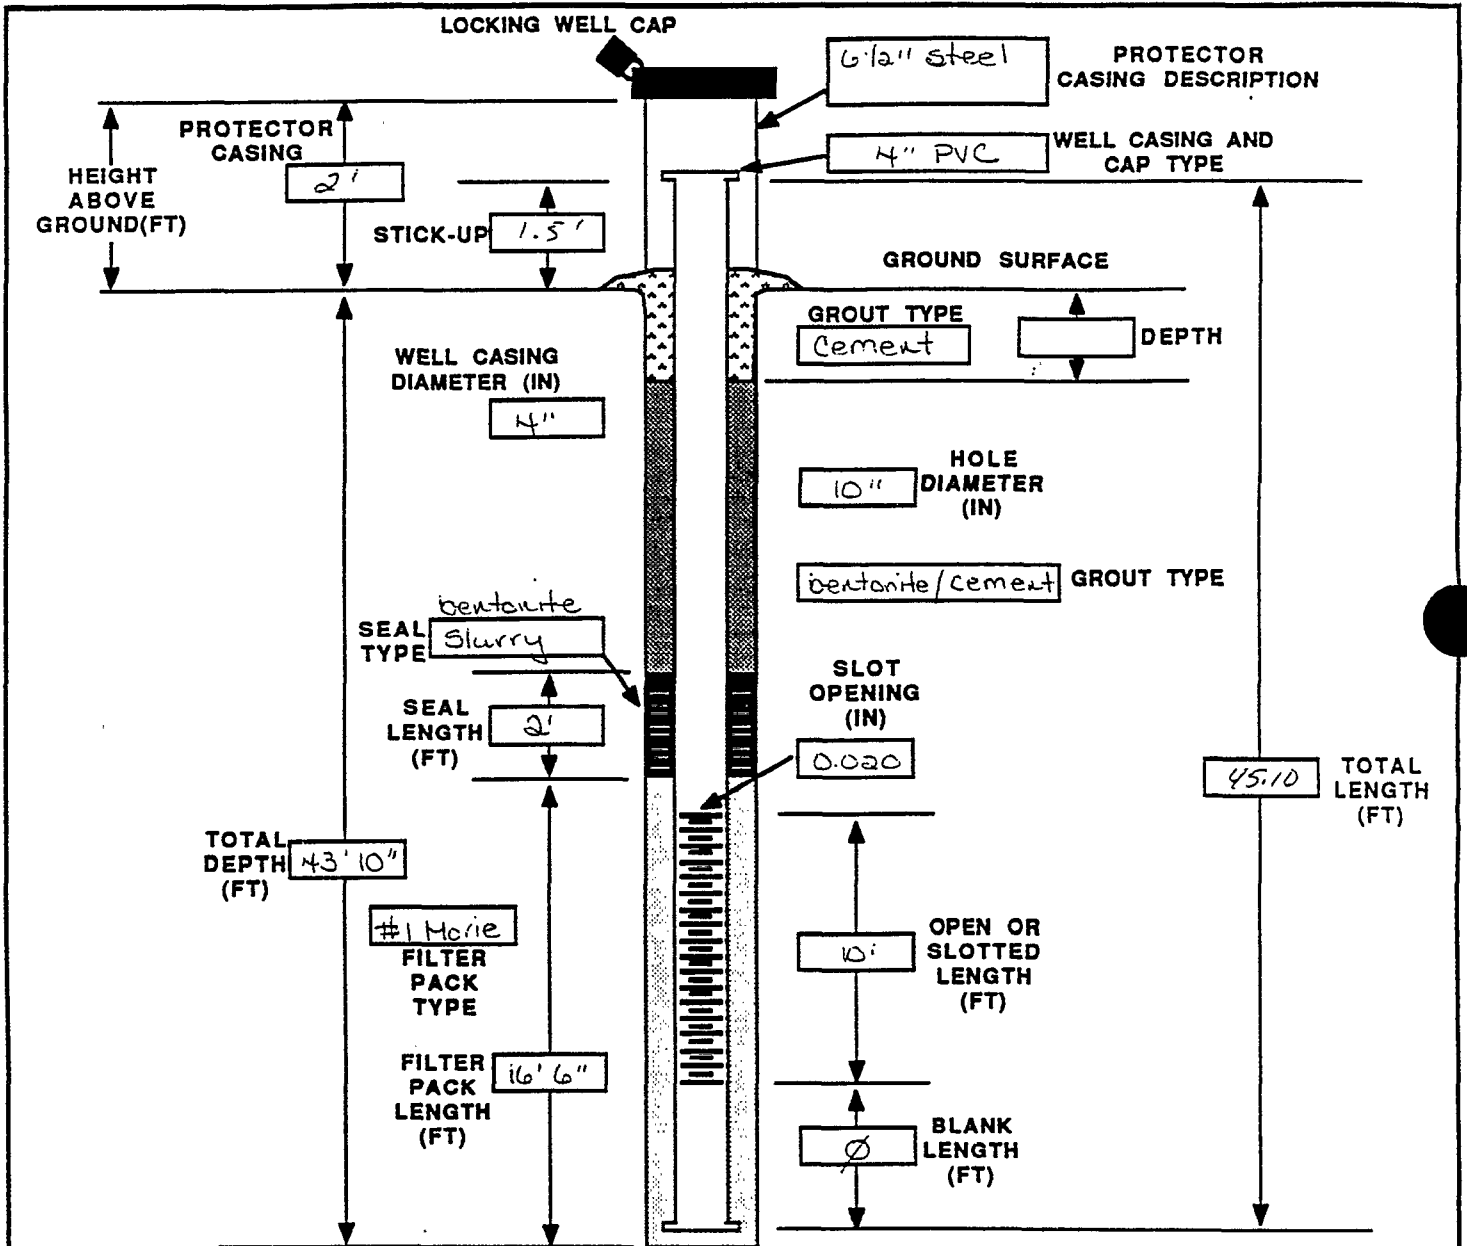 LOCKING WELL CAP
6 1/2" Steel
PROTECTOR
CASING DESCRIPTION
PROTECTOR
CASING
2'
HEIGHT
ABOVE
GROUND(FT)
4" PVC
WELL CASING AND
CAP TYPE
STICK-UP
1.5'
GROUND SURFACE
GROUT TYPE
Cement
DEPTH
WELL CASING
DIAMETER (IN)
4"
10"
HOLE
DIAMETER
(IN)
bentonite/cement
GROUT TYPE
bentonite
SEAL
TYPE
Slurry
SLOT
OPENING
(IN)
0.020
SEAL
LENGTH
(FT)
2'
45.10
TOTAL
LENGTH
(FT)
TOTAL
DEPTH
(FT)
43'10"
#1 Morie
FILTER
PACK
TYPE
10'
OPEN OR
SLOTTED
LENGTH
(FT)
FILTER
PACK
LENGTH
(FT)
16'6"
Ø
BLANK
LENGTH
(FT)